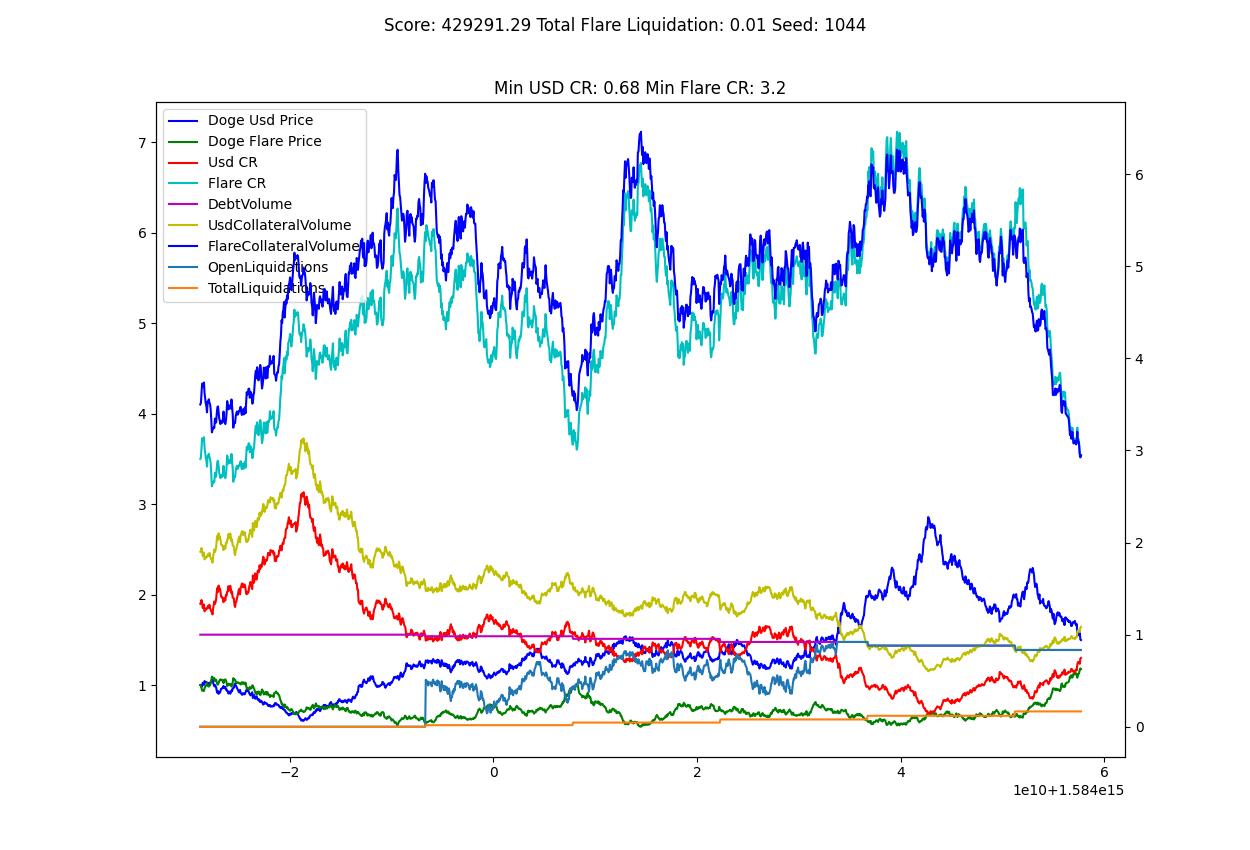 Score: 429291.29 Total Flare Liquidation: 0.01 Seed: 1044
Min USD CR: 0.68 Min Flare CR: 3.2
Doge Usd Price
Doge Flare Price
Usd CR
Flare CR
DebtVolume
UsdCollateralVolume
FlareCollateralVolume
OpenLiquidations
TotalLiquidations
7
6
5
4
3
2
1
6
5
4
3
2
1
0
−2
0
2
4
6
1e10+1.584e15